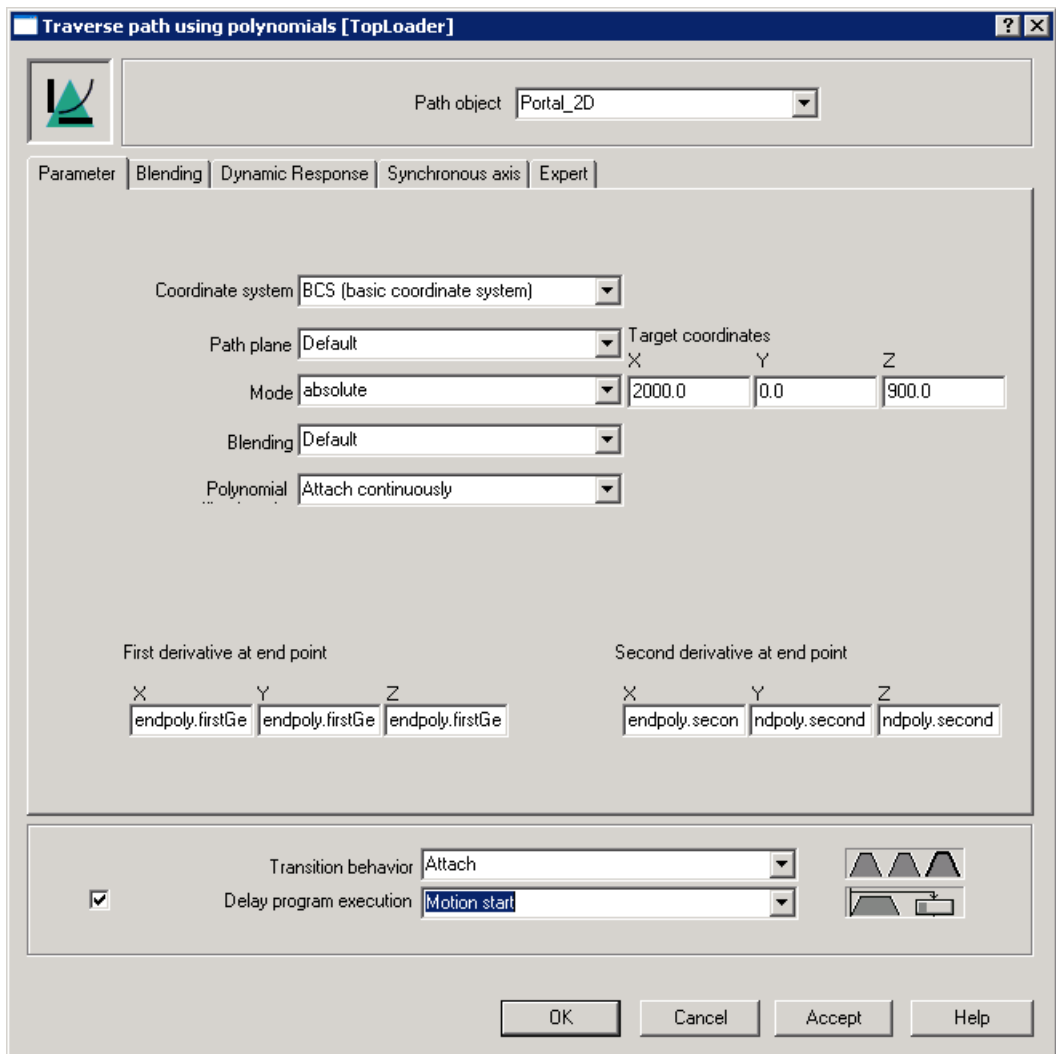 Traverse path using polynomials [TopLoader]
Path object Portal_2D
Parameter Blending Dynamic Response Synchronous axis Expert
Coordinate system BCS (basic coordinate system)
Path plane Default
Target coordinates
X Y Z
Mode absolute 2000.0 0.0 900.0
Blending Default
Polynomial Attach continuously
First derivative at end point Second derivative at end point
X Y Z X Y Z
endpoly.firstGe endpoly.firstGe endpoly.firstGe endpoly.secon ndpoly.second ndpoly.second
Transition behavior Attach
Delay program execution Motion start
OK Cancel Accept Help